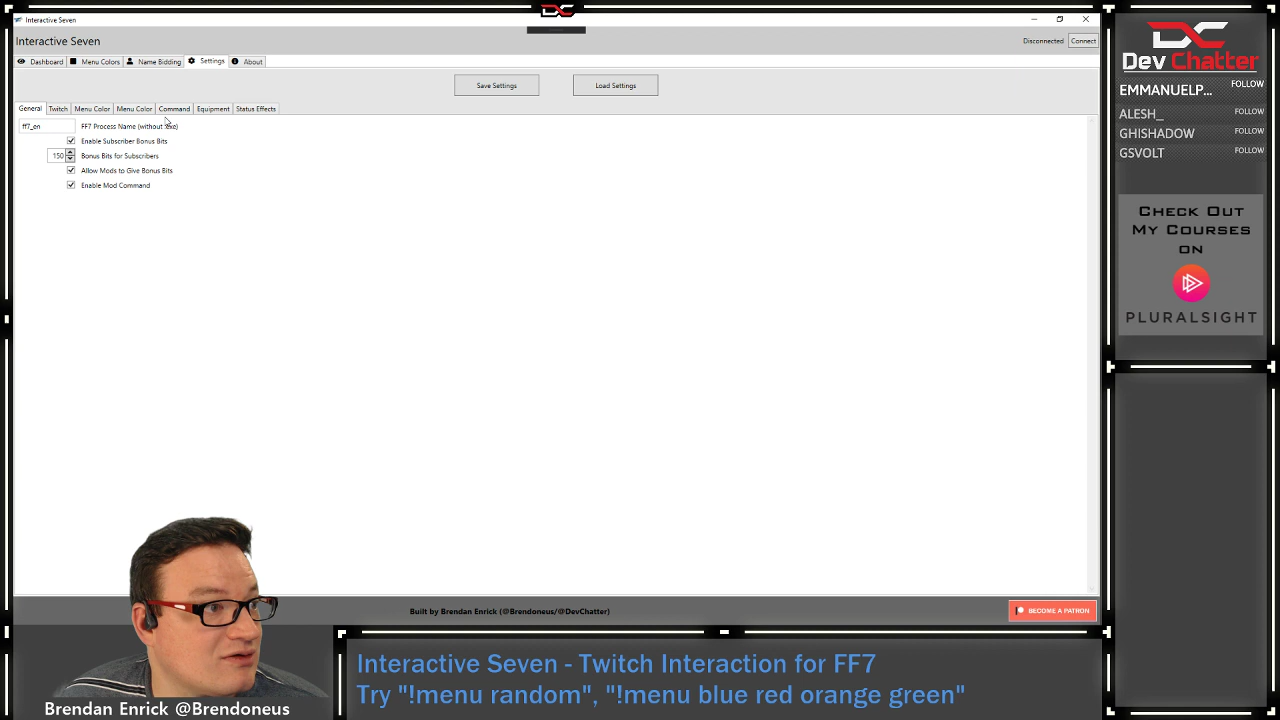 Interactive Seven
Interactive Seven
Disconnected Connect
Dashboard Menu Colors Name Bidding Settings About
Save Settings Load Settings
General Twitch Menu Color Menu Color Command Equipment Status Effects
ff7_en FF7 Process Name (without .exe)
Enable Subscriber Bonus Bits
150 Bonus Bits for Subscribers
Allow Mods to Give Bonus Bits
Enable Mod Command
Built by Brendan Enrick (@Brendoneus/@DevChatter)
BECOME A PATRON
Interactive Seven - Twitch Interaction for FF7
Try "!menu random", "!menu blue red orange green"
Brendan Enrick @Brendoneus
DC
Dev Chatter
EMMANUELP... FOLLOW
ALESH_ FOLLOW
GHISHADOW FOLLOW
GSVOLT FOLLOW
CHECK OUT
MY COURSES
ON
PLURALSIGHT